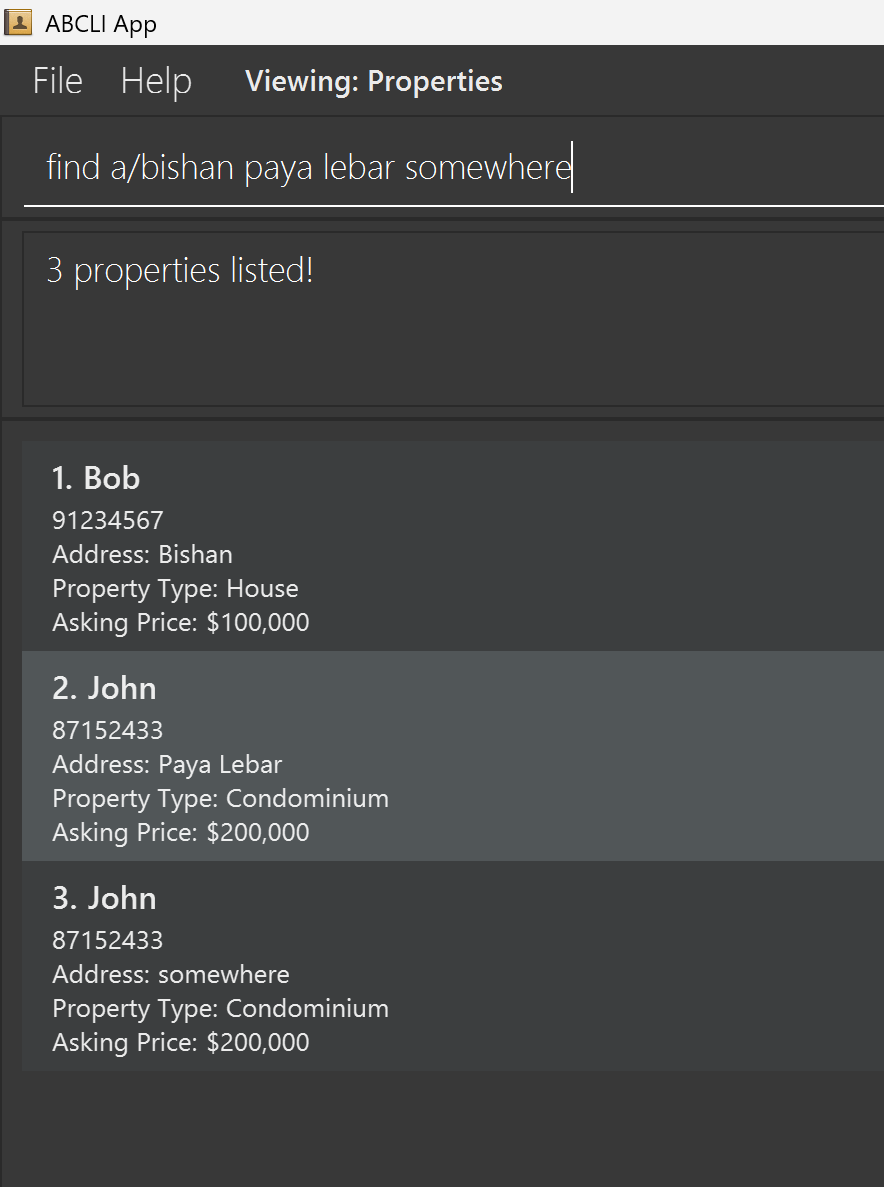 ABCLI App
File Help Viewing: Properties
find a/bishan paya lebar somewhere
3 properties listed!
1. Bob
91234567
Address: Bishan
Property Type: House
Asking Price: $100,000
2. John
87152433
Address: Paya Lebar
Property Type: Condominium
Asking Price: $200,000
3. John
87152433
Address: somewhere
Property Type: Condominium
Asking Price: $200,000